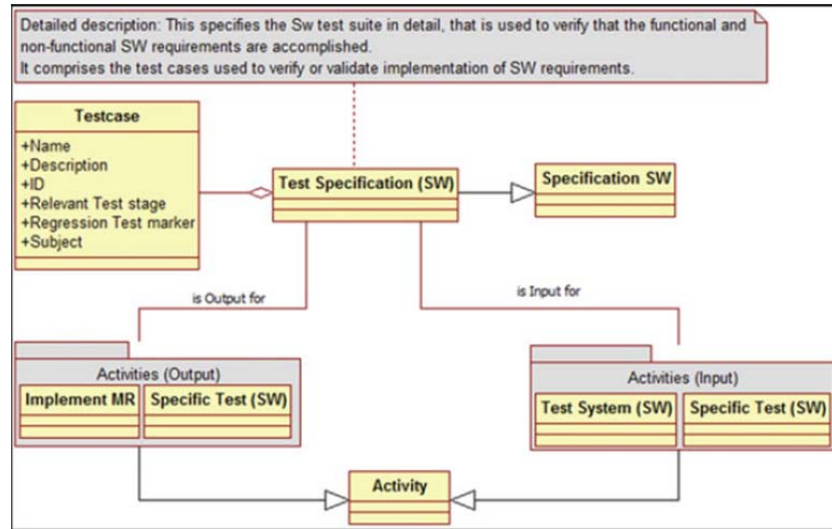 Detailed description: This specifies the Sw test suite in detail, that is used to verify that the functional and
non-functional SW requirements are accomplished.
It comprises the test cases used to verify or validate implementation of SW requirements.
Testcase
+Name
+Description
+ID
+Relevant Test stage
+Regression Test marker
+Subject
Test Specification (SW)
Specification SW
is Output for
is Input for
Activities (Output)
Implement MR
Specific Test (SW)
Activities (Input)
Test System (SW)
Specific Test (SW)
Activity